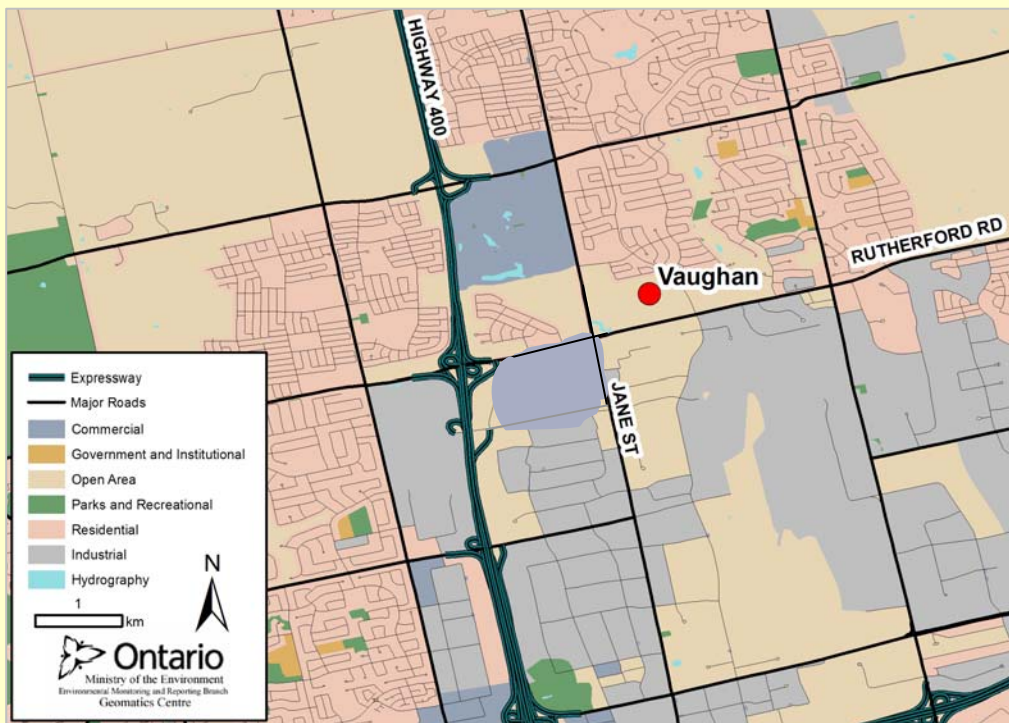 HIGHWAY 400
RUTHERFORD RD
Vaughan
JANE ST
Expressway
Major Roads
Commercial
Government and Institutional
Open Area
Parks and Recreational
Residential
Industrial
Hydrography
N
1
km
Ontario
Ministry of the Environment
Environmental Monitoring and Reporting Branch
Geomatics Centre